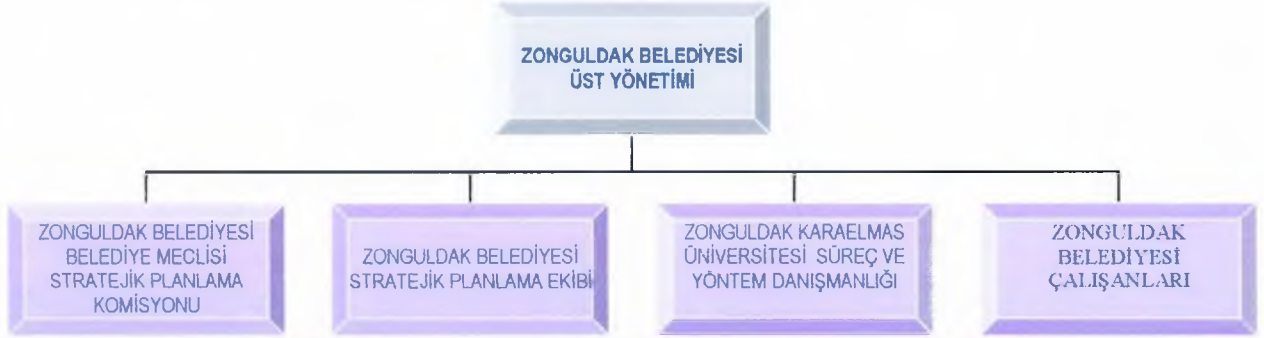 ZONGULDAK BELEDİYESİ
ÜST YÖNETİMİ
ZONGULDAK BELEDİYESİ
BELEDİYE MECLİSİ
STRATEJİK PLANLAMA
KOMİSYONU
ZONGULDAK BELEDİYESİ
STRATEJİK PLANLAMA EKİBİ
ZONGULDAK KARAELMAS
ÜNİVERSİTESİ SÜREÇ VE
YÖNTEM DANIŞMANLIĞI
ZONGULDAK
BELEDİYESİ
ÇALIŞANLARI